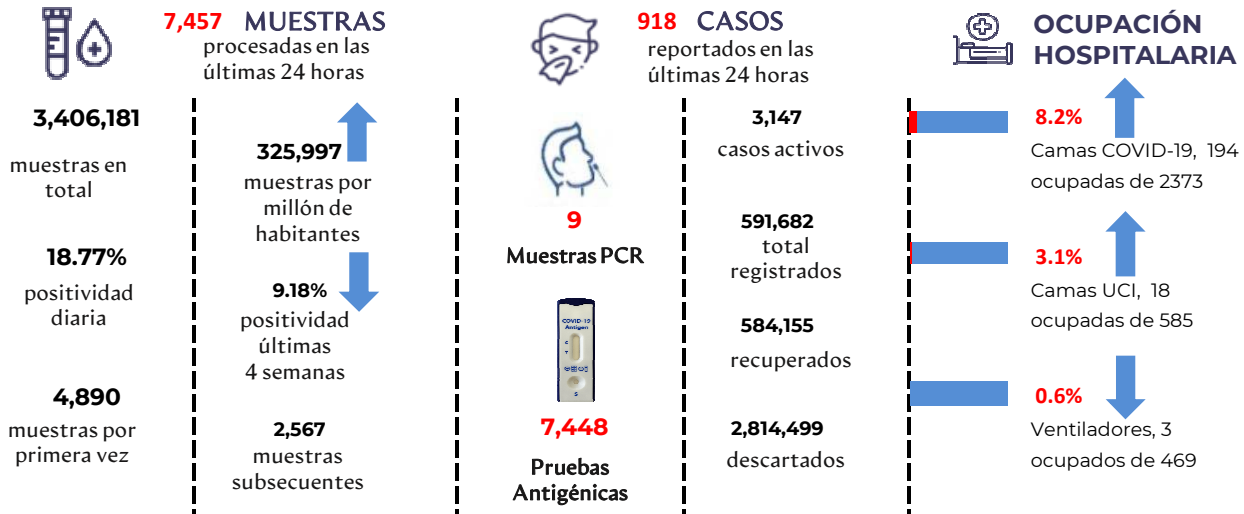 7,457 MUESTRAS
procesadas en las
últimas 24 horas
3,406,181
muestras en
total
18.77%
positividad
diaria
4,890
muestras por
primera vez
325,997
muestras por
millón de
habitantes
9.18%
positividad
últimas
4 semanas
2,567
muestras
subsecuentes
918 CASOS
reportados en las
últimas 24 horas
9
Muestras PCR
COVID-19
Antigen
C
T
S
7,448
Pruebas
Antigénicas
3,147
casos activos
591,682
total
registrados
584,155
recuperados
2,814,499
descartados
OCUPACIÓN
HOSPITALARIA
8.2%
Camas COVID-19, 194
ocupadas de 2373
3.1%
Camas UCI, 18
ocupadas de 585
0.6%
Ventiladores, 3
ocupados de 469